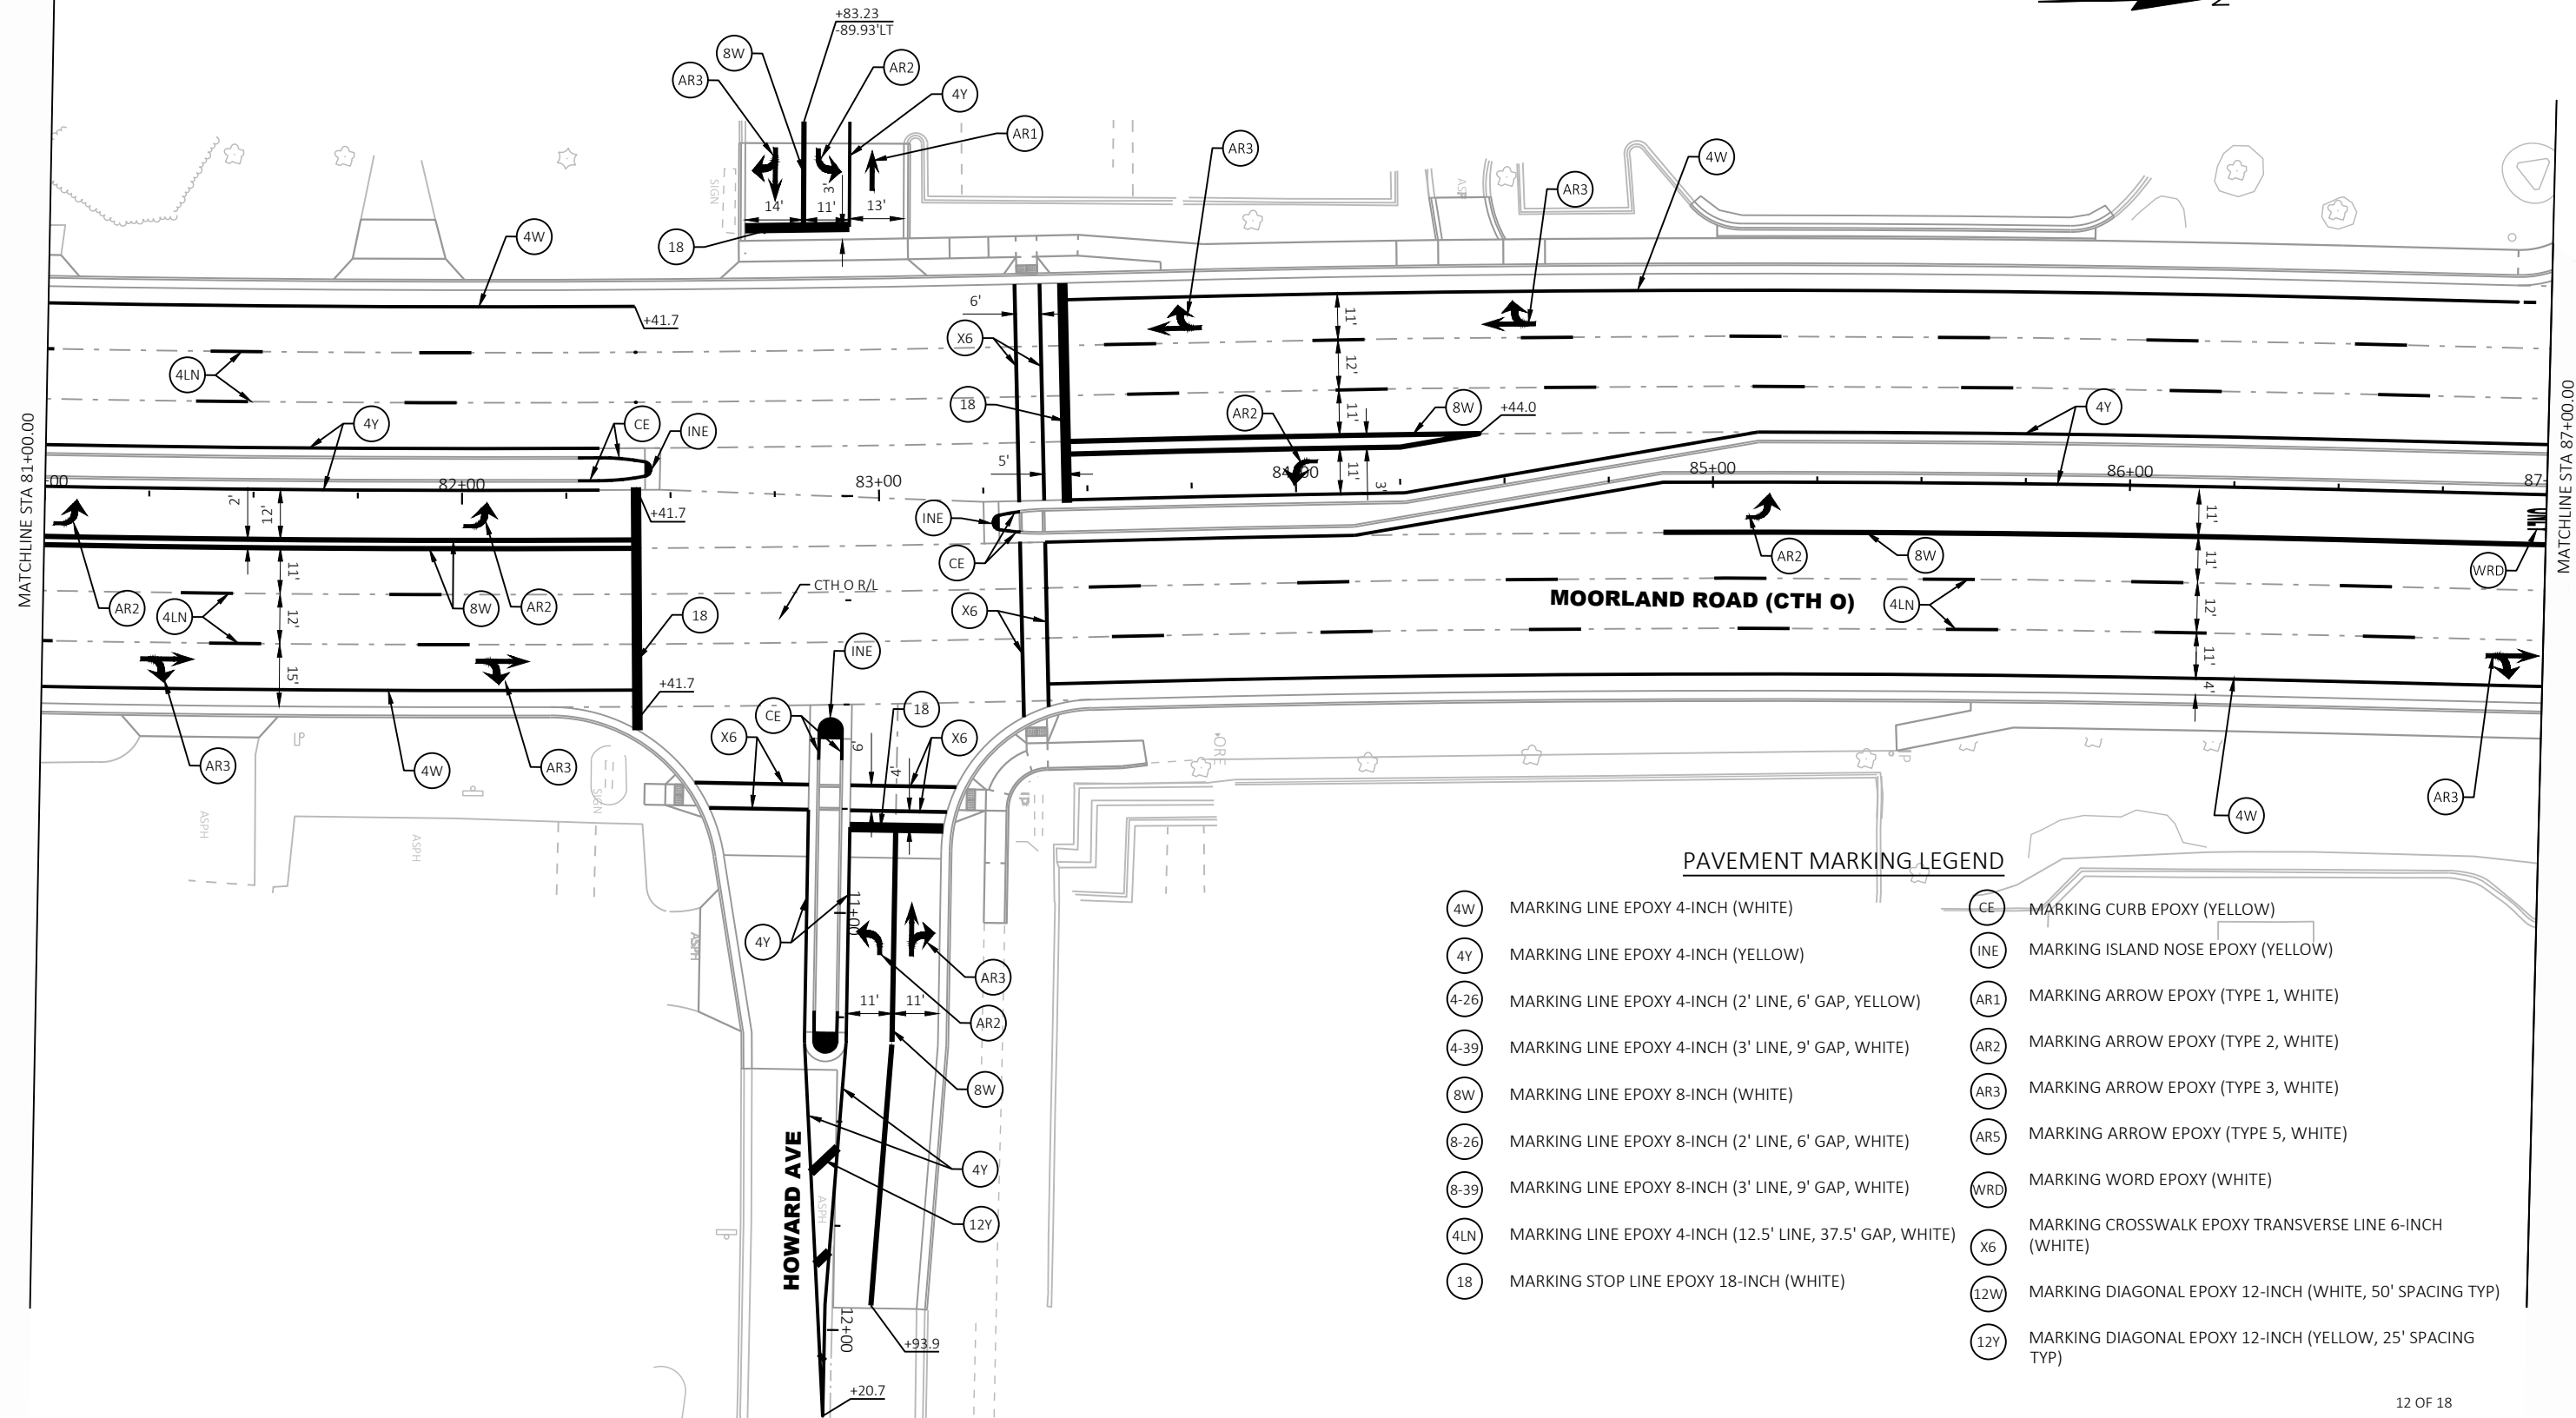 +83.23
-89.93'LT
N
8W
AR2
AR3
4Y
AR1
AR3
4W
AR3
SIGN
ASP
3'
14'
11'
13'
4W
18
6'
+41.7
11'
X6
12'
4LN
18
11'
AR2
8W
+44.0
4Y
4Y
CE
INE
MATCHLINE STA 81+00.00
MATCHLINE STA 87+00.00
5'
00
82+00
83+00
84+00
85+00
86+00
87-
11'
3'
2'
12'
+41.7
INE
11'
AR2
8W
CE
WRD
11'
11'
AR2
4LN
8W
AR2
CTH O R/L
X6
MOORLAND ROAD (CTH O)
4LN
12'
12'
18
15'
INE
11'
4'
+41.7
CE
18
X6
X6
6'
4'
AR3
4W
AR3
AR3
4W
SIGN
ASPH
ASPH
11+00
4Y
ASPH
AR3
11'
11'
AR2
8W
HOWARD AVE
4Y
ASPH
12Y
12+00
+93.9
+20.7
PAVEMENT MARKING LEGEND
4W MARKING LINE EPOXY 4-INCH (WHITE)
4Y MARKING LINE EPOXY 4-INCH (YELLOW)
4-26 MARKING LINE EPOXY 4-INCH (2' LINE, 6' GAP, YELLOW)
4-39 MARKING LINE EPOXY 4-INCH (3' LINE, 9' GAP, WHITE)
8W MARKING LINE EPOXY 8-INCH (WHITE)
8-26 MARKING LINE EPOXY 8-INCH (2' LINE, 6' GAP, WHITE)
8-39 MARKING LINE EPOXY 8-INCH (3' LINE, 9' GAP, WHITE)
4LN MARKING LINE EPOXY 4-INCH (12.5' LINE, 37.5' GAP, WHITE)
18 MARKING STOP LINE EPOXY 18-INCH (WHITE)
CE MARKING CURB EPOXY (YELLOW)
INE MARKING ISLAND NOSE EPOXY (YELLOW)
AR1 MARKING ARROW EPOXY (TYPE 1, WHITE)
AR2 MARKING ARROW EPOXY (TYPE 2, WHITE)
AR3 MARKING ARROW EPOXY (TYPE 3, WHITE)
AR5 MARKING ARROW EPOXY (TYPE 5, WHITE)
WRD MARKING WORD EPOXY (WHITE)
X6 MARKING CROSSWALK EPOXY TRANSVERSE LINE 6-INCH
(WHITE)
12W MARKING DIAGONAL EPOXY 12-INCH (WHITE, 50' SPACING TYP)
12Y MARKING DIAGONAL EPOXY 12-INCH (YELLOW, 25' SPACING
TYP)
12 OF 18